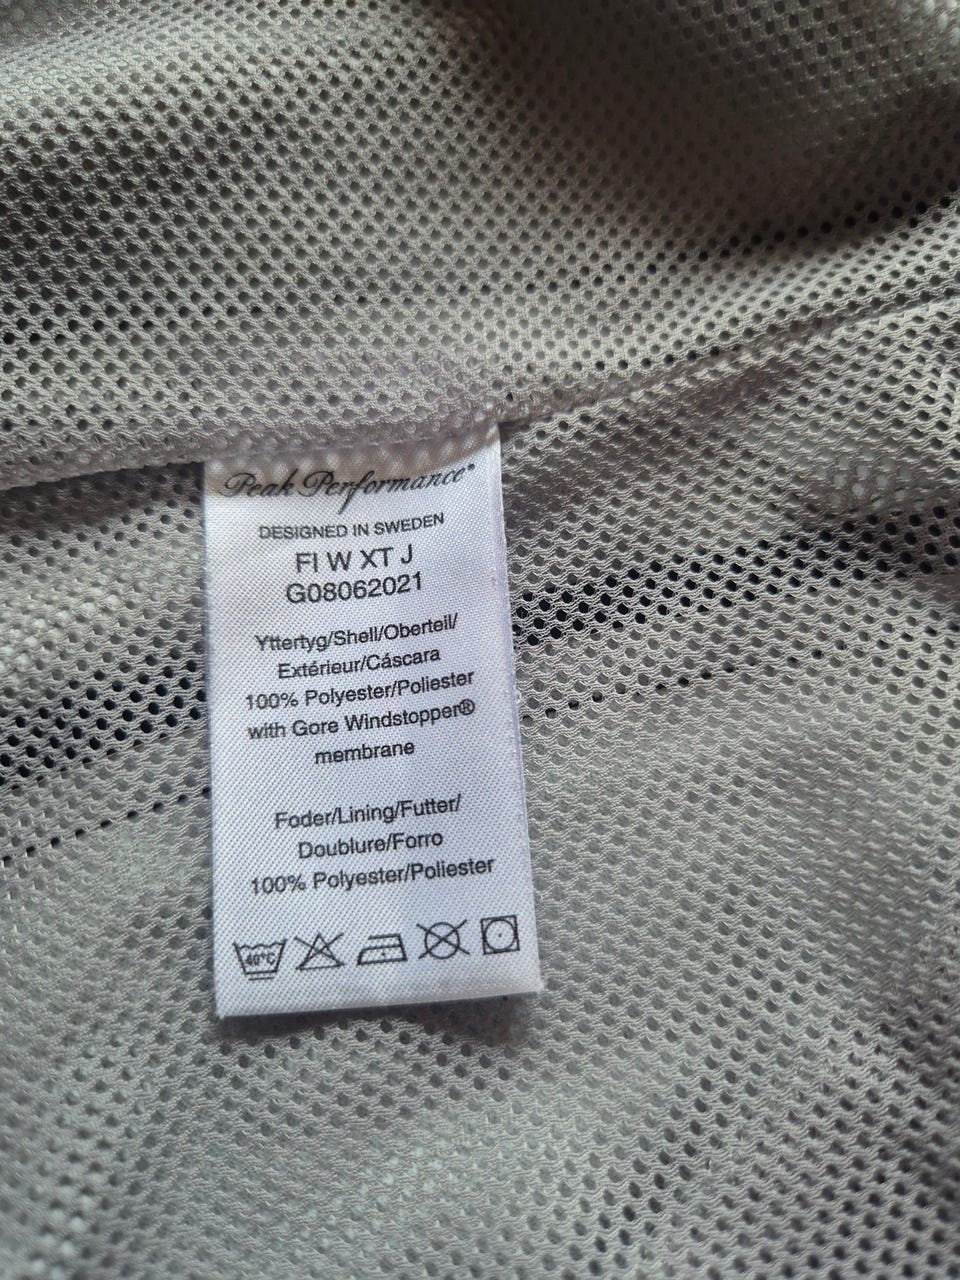 Peak Performance®
DESIGNED IN SWEDEN
FI W XT J
G08062021
Yttertyg/Shell/Oberteil/
Extérieur/Cáscara
100% Polyester/Poliester
with Gore Windstopper®
membrane
Foder/Lining/Futter/
Doublure/Forro
100% Polyester/Poliester
40°C